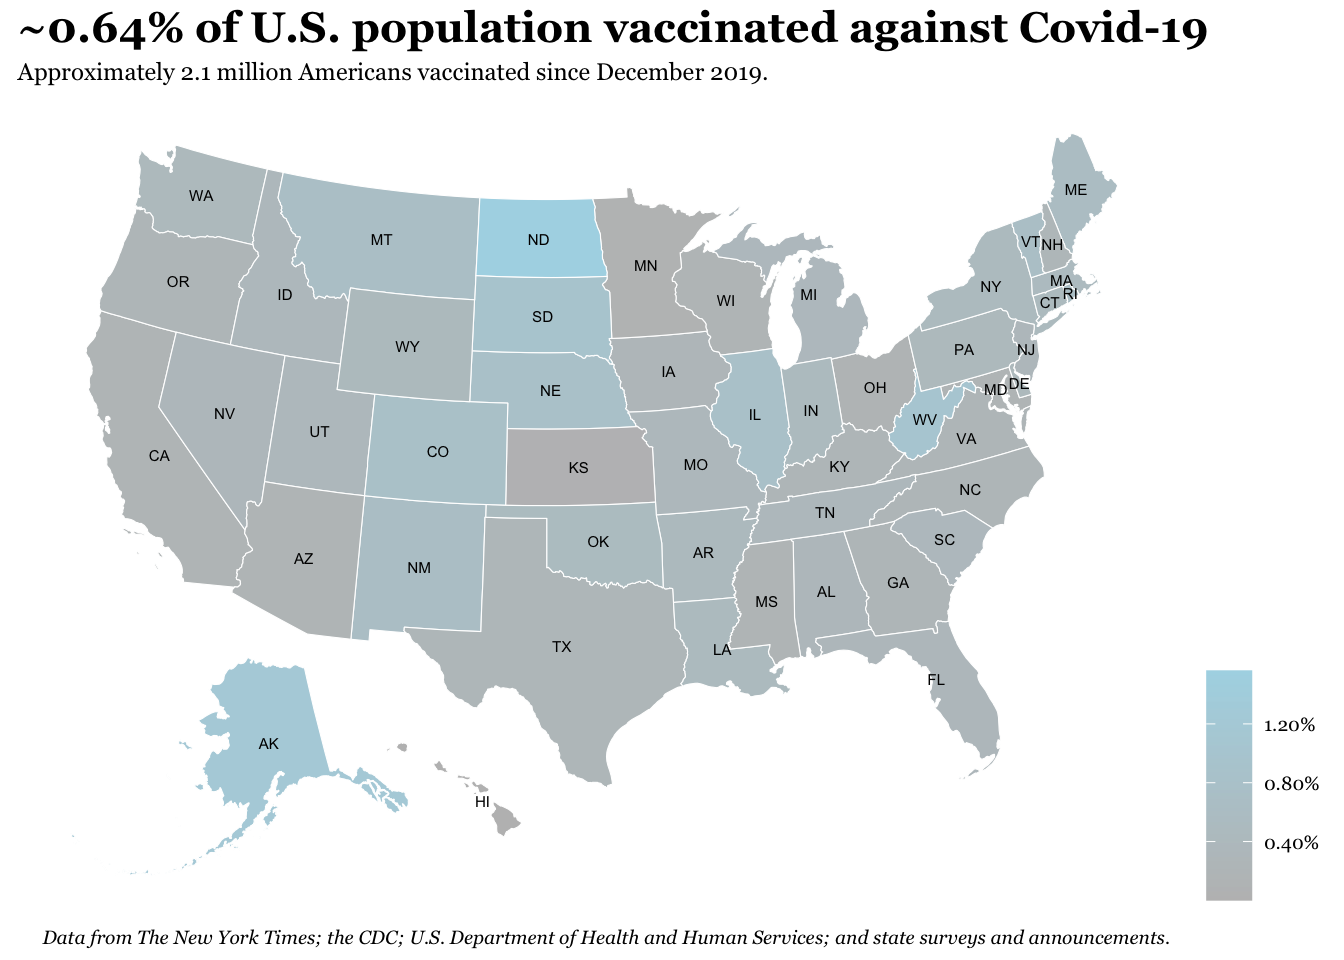 ~0.64% of U.S. population vaccinated against Covid-19
Approximately 2.1 million Americans vaccinated since December 2019.
WA
MT
ND
MN
ME
VT
NH
OR
ID
SD
WI
MI
NY
MA
RI
CT
WY
IA
NE
PA
NJ
OH
MD
DE
NV
UT
CO
IL
IN
WV
VA
CA
KS
MO
KY
NC
AZ
NM
OK
AR
TN
SC
MS
AL
GA
TX
LA
FL
AK
HI
1.20%
0.80%
0.40%
Data from The New York Times; the CDC; U.S. Department of Health and Human Services; and state surveys and announcements.